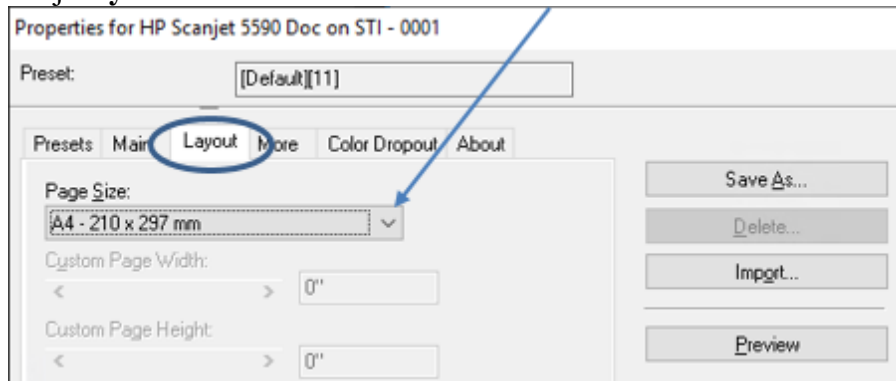 Properties for HP Scanjet 5590 Doc on STI - 0001
Preset:
[Default][11]
Presets Main Layout More Color Dropout About
Page Size:
A4 - 210 x 297 mm
Custom Page Width:
0"
Custom Page Height:
0"
Save As...
Delete...
Import...
Preview